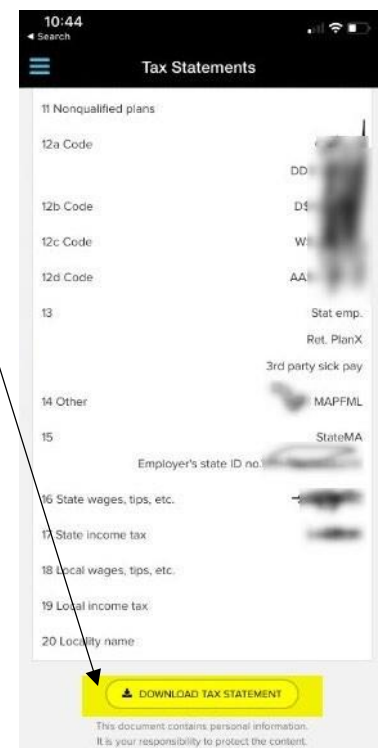 10:44
Search
Tax Statements
11 Nonqualified plans
12a Code
DD
12b Code D
12c Code W
12d Code AA
13 Stat emp.
Ret. PlanX
3rd party sick pay
14 Other MAPFML
15 StateMA
Employer's state ID no.
16 State wages, tips, etc.
17 State income tax
18 Local wages, tips, etc.
19 Local income tax
20 Locality name
DOWNLOAD TAX STATEMENT
This document contains personal information.
It is your responsibility to protect the content.